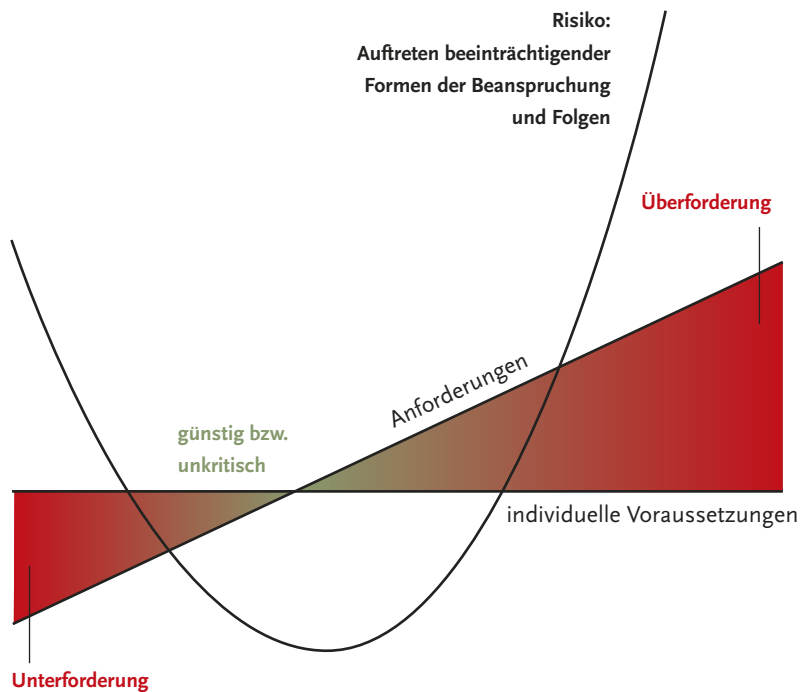 Risiko:
Auftreten beeinträchtigender
Formen der Beanspruchung
und Folgen
Überforderung
Anforderungen
günstig bzw.
unkritisch
individuelle Voraussetzungen
Unterforderung